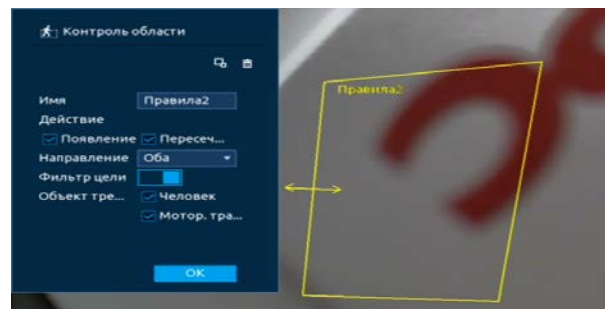 Контроль области
Правила2
Имя Правила2
Действие
Появление Пересеч...
Направление Оба
Фильтр цели
Объект тре... Человек
Мотор. тра...
OK